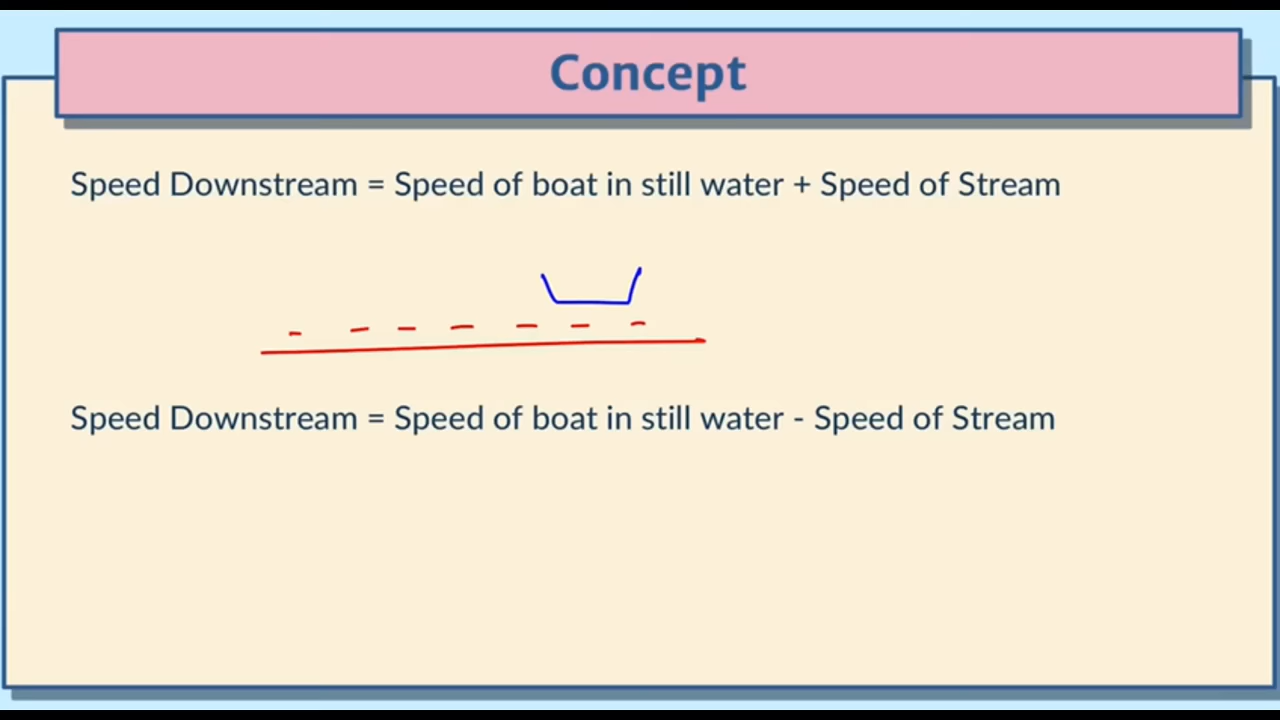 Concept
Speed Downstream = Speed of boat in still water + Speed of Stream
Speed Downstream = Speed of boat in still water - Speed of Stream